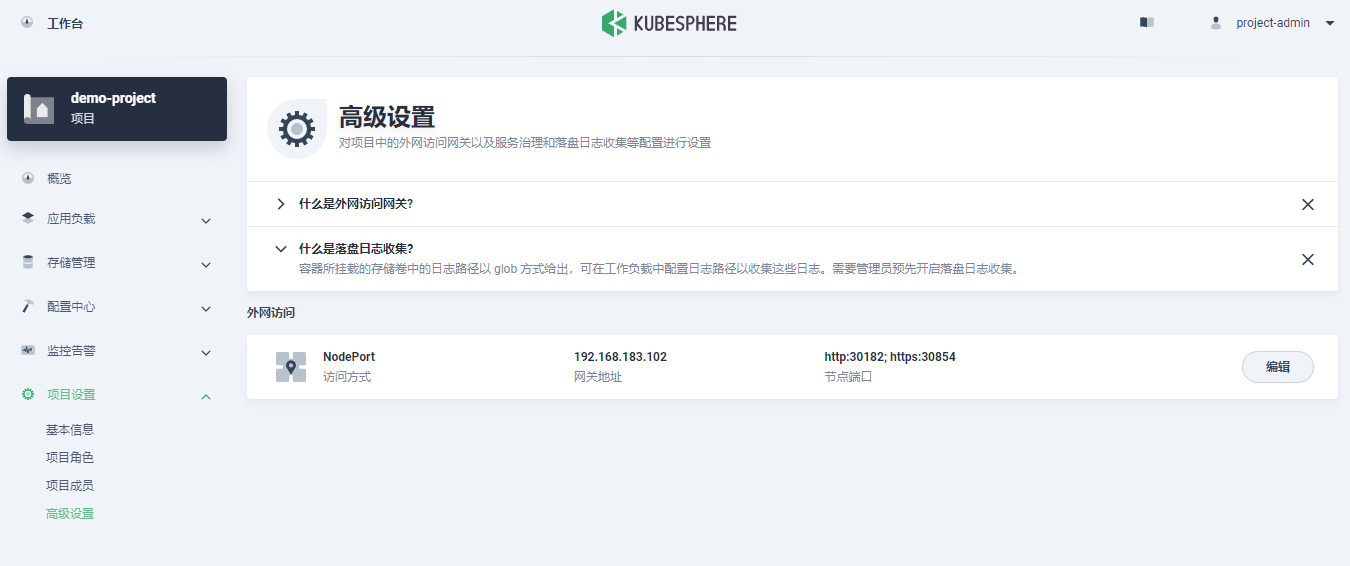 工作台
KUBESPHERE
project-admin
demo-project
项目
概览
应用负载
存储管理
配置中心
监控告警
项目设置
基本信息
项目角色
项目成员
高级设置
高级设置
对项目中的外网访问网关以及服务治理和落盘日志收集等配置进行设置
什么是外网访问网关?
什么是落盘日志收集?
容器所挂载的存储卷中的日志路径以 glob 方式给出，可在工作负载中配置日志路径以收集这些日志。需要管理员预先开启落盘日志收集。
外网访问
NodePort 192.168.183.102 http:30182; https:30854
访问方式 网关地址 节点端口
编辑